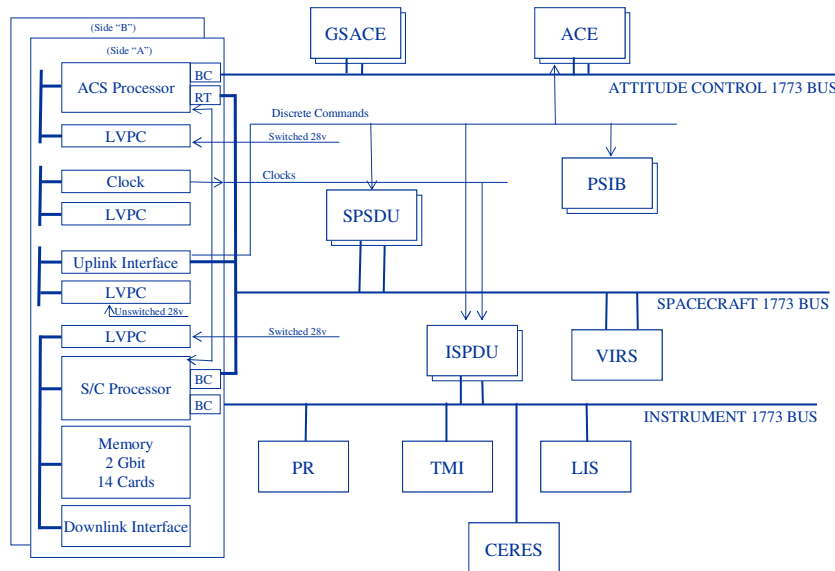 (Side “B”)
(Side “A”)
GSACE
ACE
BC
ACS Processor
RT
ATTITUDE CONTROL 1773 BUS
Discrete Commands
LVPC
Switched 28v
Clock
Clocks
PSIB
LVPC
SPSDU
Uplink Interface
LVPC
SPACECRAFT 1773 BUS
Unswitched 28v
LVPC
Switched 28v
ISPDU
VIRS
S/C Processor
BC
BC
INSTRUMENT 1773 BUS
Memory
2 Gbit
14 Cards
PR
TMI
LIS
Downlink Interface
CERES